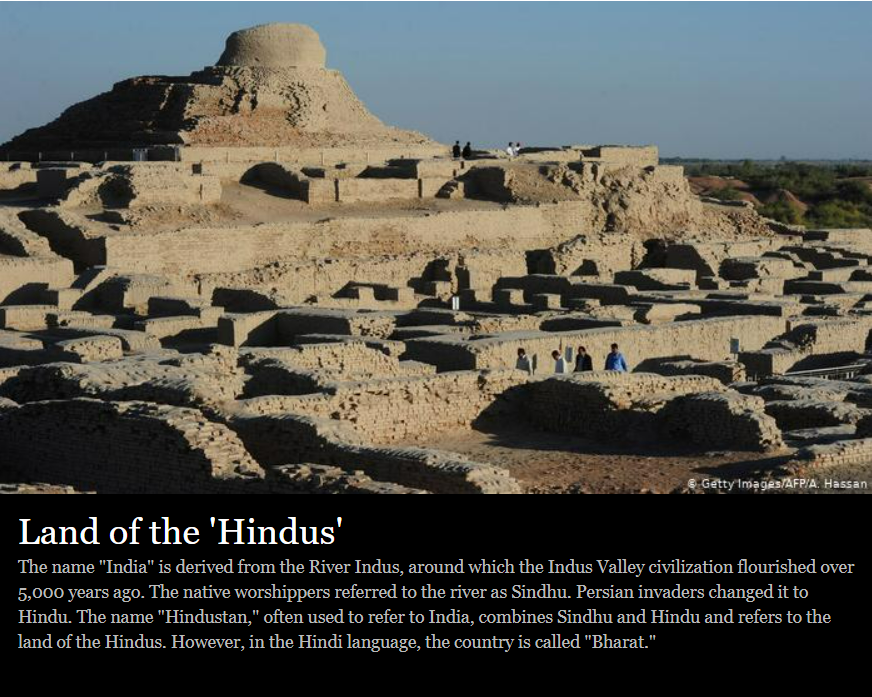 © Getty Images/AFP/A. Hassan
Land of the 'Hindus'
The name "India" is derived from the River Indus, around which the Indus Valley civilization flourished over
5,000 years ago. The native worshippers referred to the river as Sindhu. Persian invaders changed it to
Hindu. The name "Hindustan," often used to refer to India, combines Sindhu and Hindu and refers to the
land of the Hindus. However, in the Hindi language, the country is called "Bharat."